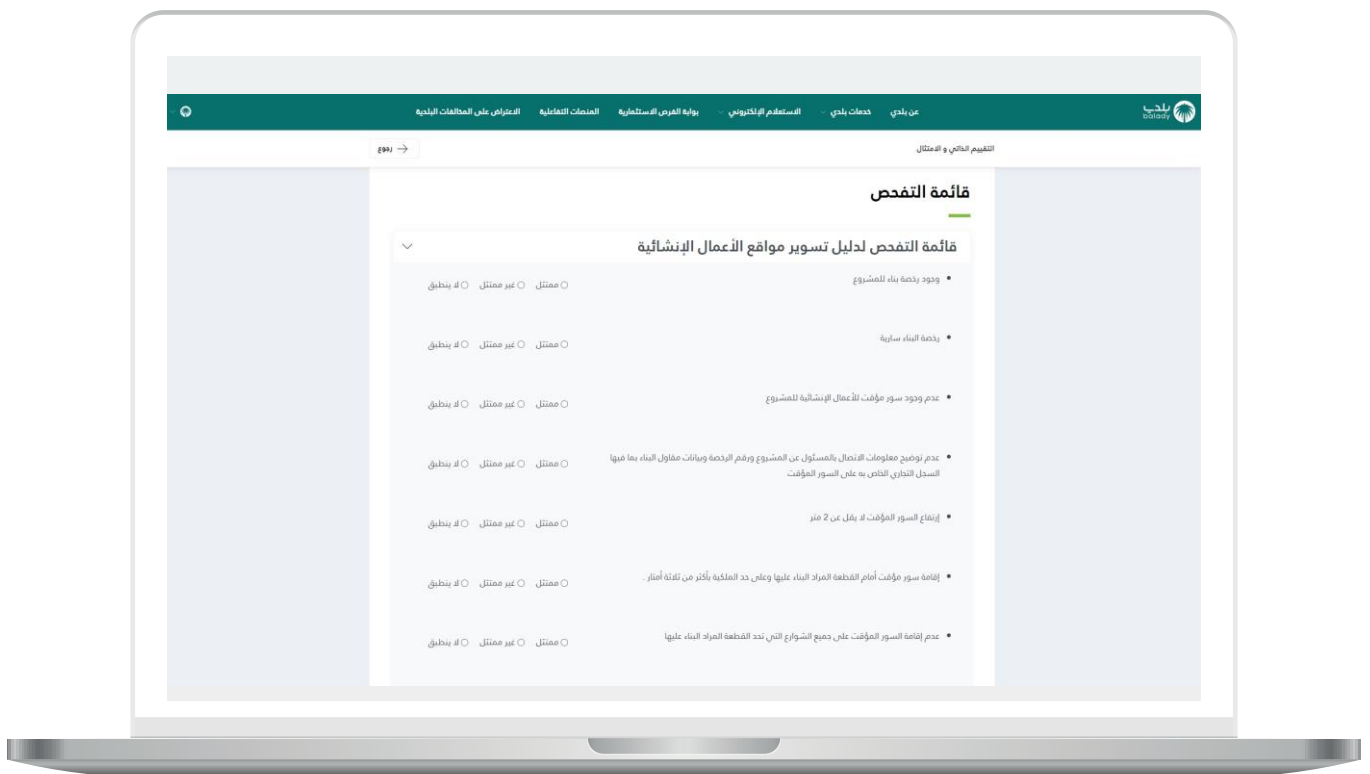 بلدي
balady
عن بلدي خدمات بلدي الاستعلام الإلكتروني بوابة الفرص الاستثمارية المنصات التفاعلية الاعتراض على المخالفات البلدية
التقييم الذاتي و الامتثال
رجوع
قائمة التفحص
قائمة التفحص لدليل تسوير مواقع الأعمال الإنشائية
وجود رخصة بناء للمشروع
ممتثل غير ممتثل لا ينطبق
رخصة البناء سارية
ممتثل غير ممتثل لا ينطبق
عدم وجود سور مؤقت للأعمال الإنشائية للمشروع
ممتثل غير ممتثل لا ينطبق
عدم توضيح معلومات الاتصال بالمسئول عن المشروع ورقم الرخصة وبيانات مقاول البناء بما فيها
السجل التجاري الخاص به على السور المؤقت
ممتثل غير ممتثل لا ينطبق
إرتفاع السور المؤقت لا يقل عن 2 متر
ممتثل غير ممتثل لا ينطبق
إقامة سور مؤقت أمام القطعة المراد البناء عليها وعلى حد الملكية بأكثر من ثلاثة أمتار .
ممتثل غير ممتثل لا ينطبق
عدم إقامة السور المؤقت على جميع الشوارع التي تحد القطعة المراد البناء عليها
ممتثل غير ممتثل لا ينطبق